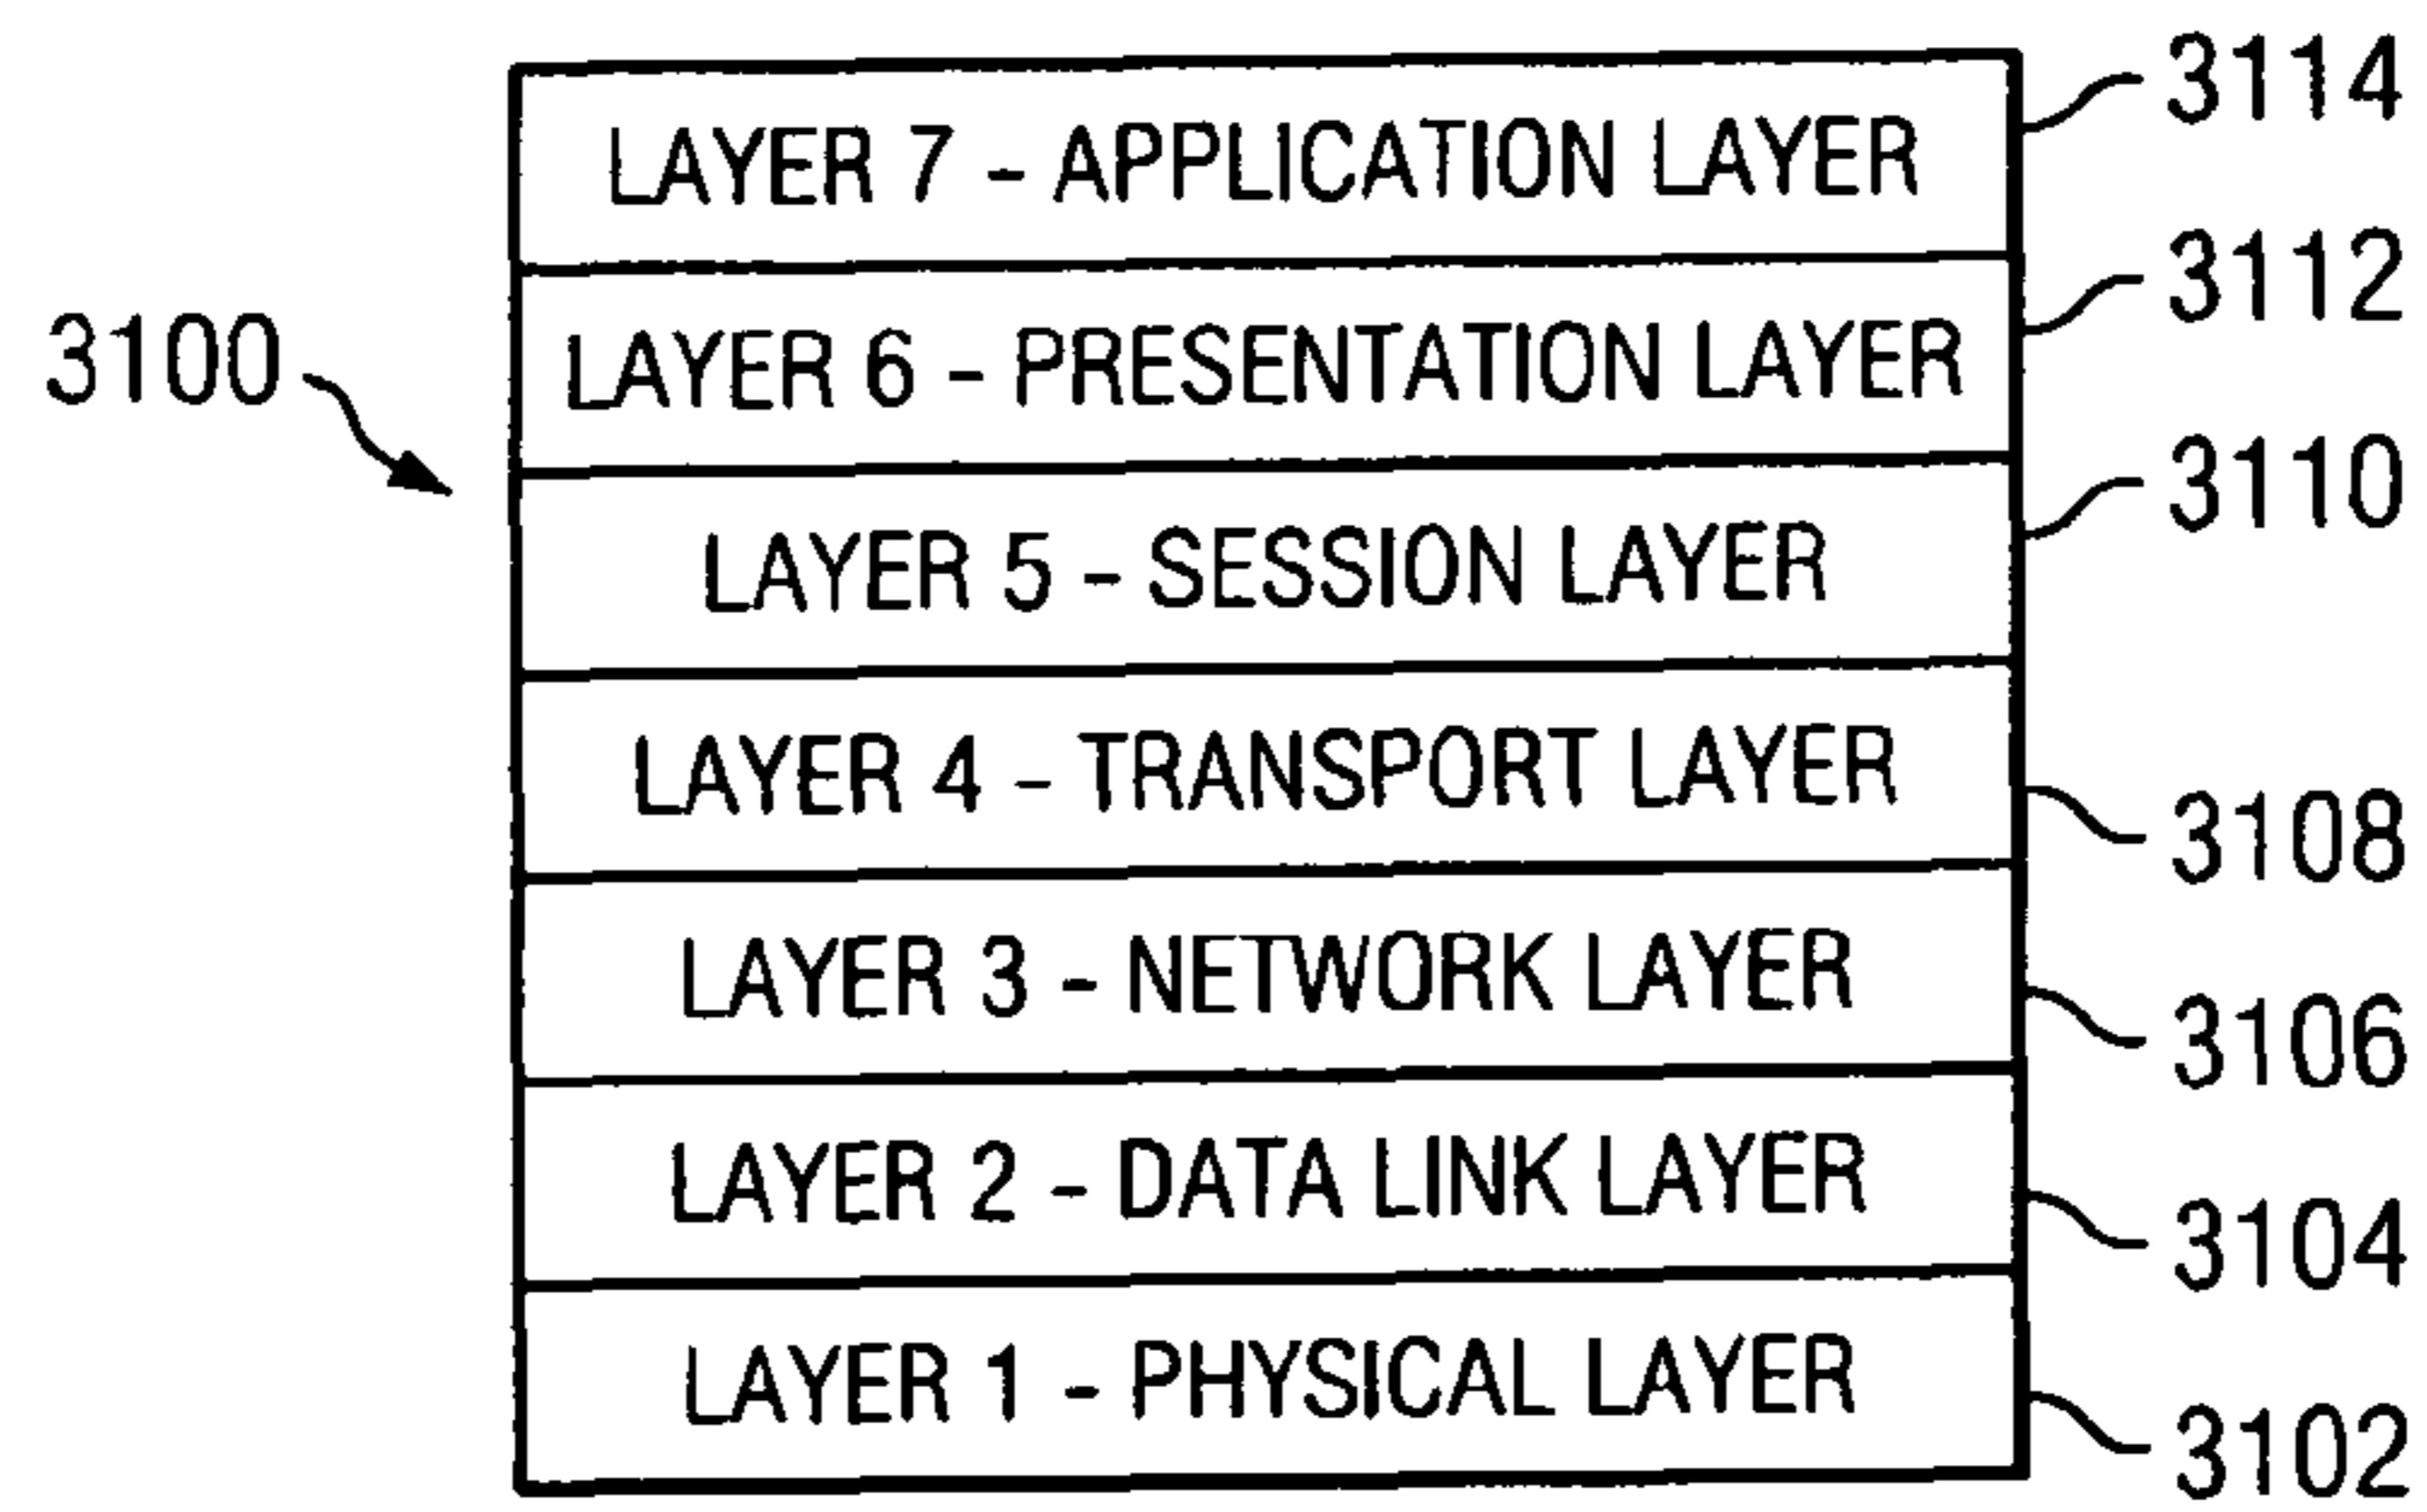 3114
LAYER 7 - APPLICATION LAYER
3112
LAYER 6 - PRESENTATION LAYER
3100
3110
LAYER 5 - SESSION LAYER
LAYER 4 - TRANSPORT LAYER
3108
LAYER 3 - NETWORK LAYER
3106
LAYER 2 - DATA LINK LAYER
3104
LAYER 1 - PHYSICAL LAYER
3102